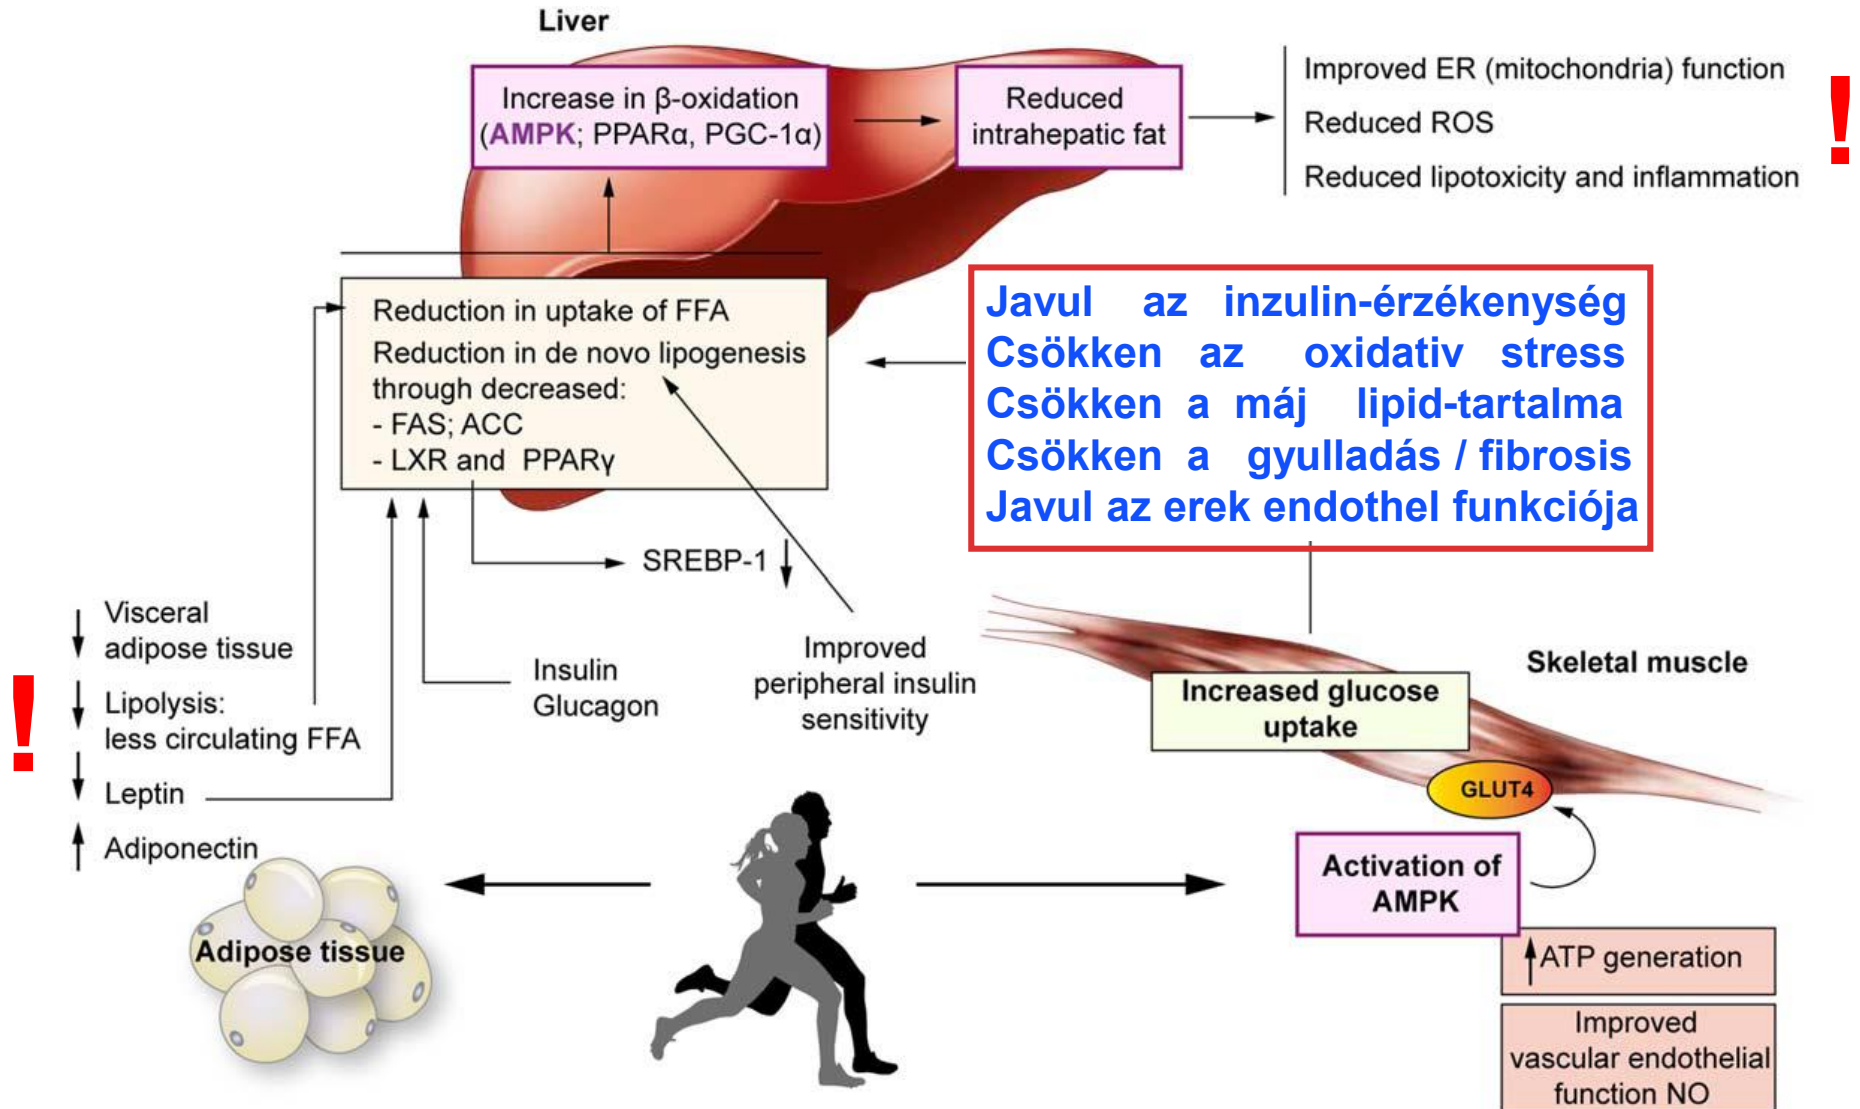 Liver
Increase in β-oxidation
(AMPK; PPARα, PGC-1α)
Reduced
intrahepatic fat
Improved ER (mitochondria) function
Reduced ROS
Reduced lipotoxicity and inflammation
!
Reduction in uptake of FFA
Reduction in de novo lipogenesis
through decreased:
- FAS; ACC
- LXR and PPARγ
Javul az inzulin-érzékenység
Csökken az oxidativ stress
Csökken a máj lipid-tartalma
Csökken a gyulladás / fibrosis
Javul az erek endothel funkciója
SREBP-1 ↓
↓ Visceral
adipose tissue
↓ Lipolysis:
less circulating FFA
↓ Leptin
↑ Adiponectin
!
Insulin
Glucagon
Improved
peripheral insulin
sensitivity
Skeletal muscle
Increased glucose
uptake
GLUT4
Activation of
AMPK
↑ATP generation
Improved
vascular endothelial
function NO
Adipose tissue